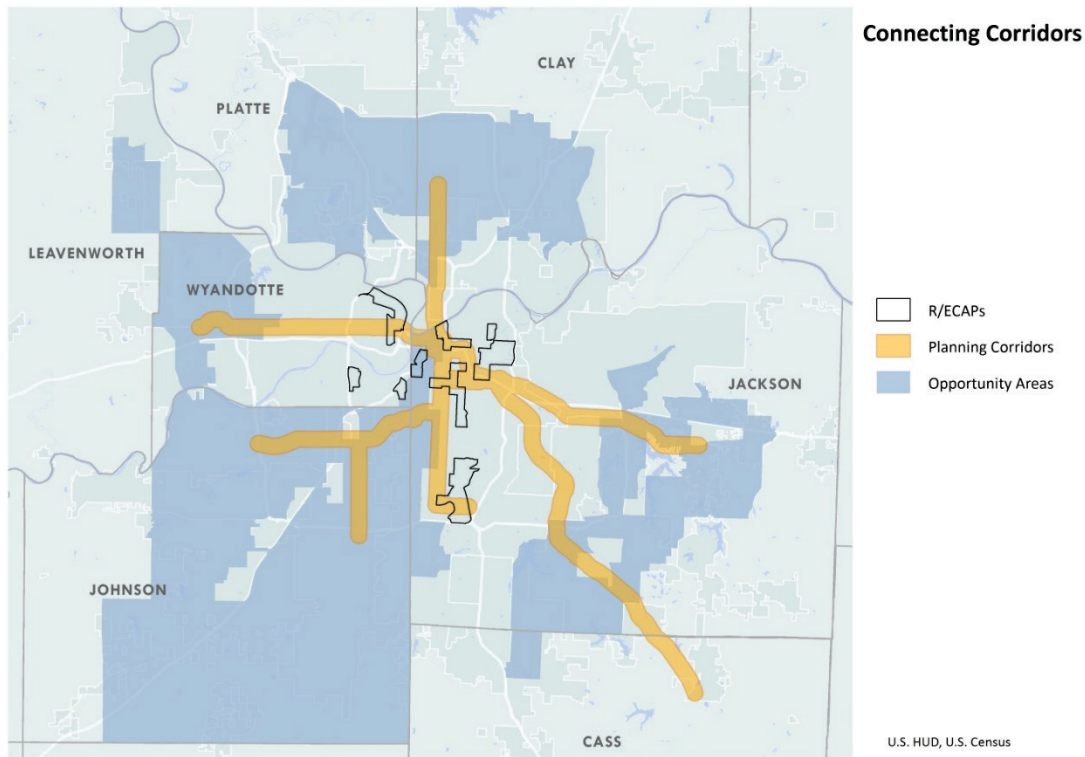 Connecting Corridors
CLAY
PLATTE
LEAVENWORTH
WYANDOTTE
JACKSON
JOHNSON
CASS
R/ECAPs
Planning Corridors
Opportunity Areas
U.S. HUD, U.S. Census